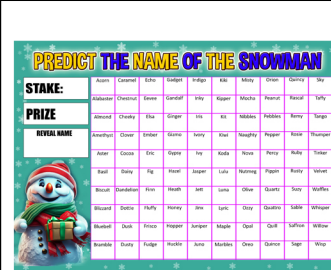 PREDICT THE NAME OF THE SNOWMAN
STAKE:
PRIZE
REVEAL NAME
Acorn Caramel Echo Gadget Indigo Kiki Misty Orion Quincy Sky
Alabaster Chestnut Eevee Gandalf Inky Kipper Mocha Peanut Rascal Taffy
Almond Cheeky Elsa Ginger Iris Kit Nibbles Pebbles Remy Tango
Amethyst Clover Ember Gizmo Ivory Kiwi Naughty Pepper Rosie Thumper
Aster Cocoa Eric Gypsy Ivy Koda Nova Percy Ruby Tinker
Basil Daisy Fig Hazel Jasper Lulu Nutmeg Pippin Rusty Velvet
Biscuit Dandelion Finn Heath Jett Luna Olive Quartz Suzy Waffles
Blizzard Dottie Fluffy Honey Jinx Lyric Ozzy Quattro Sable Whisper
Bluebell Dusk Frisco Hopper Juniper Maple Opal Quill Saffron Willow
Bramble Dusty Fudge Huckle Juno Marbles Oreo Quince Sage Wisp